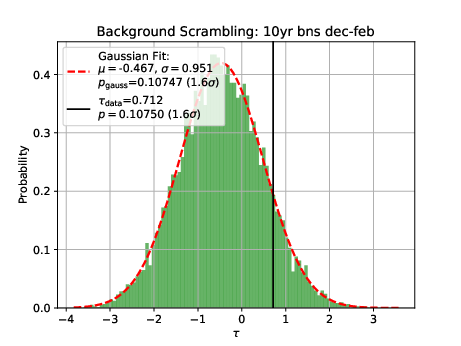 Background Scrambling: 10yr bns dec-feb
Gaussian Fit:
μ = -0.467, σ = 0.951
p_gauss=0.10747 (1.6σ)
τ_data=0.712
p = 0.10750 (1.6σ)
Probability
0.4
0.3
0.2
0.1
0.0
−4 −3 −2 −1 0 1 2 3
τ